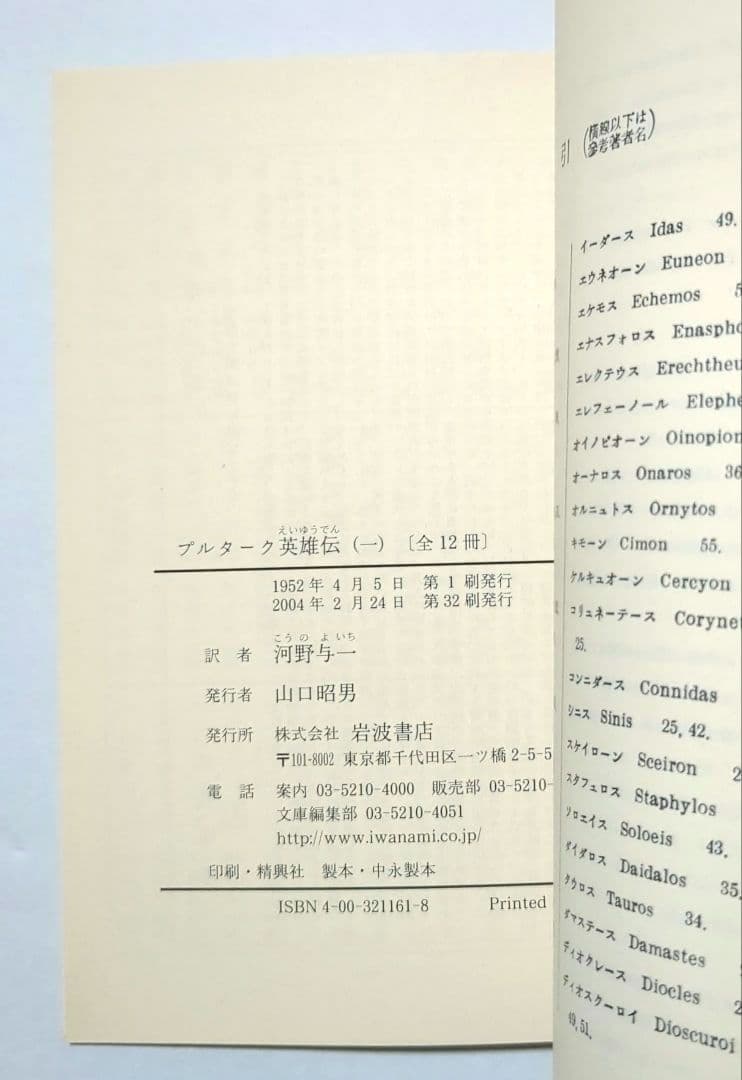 えいゆうでん
プルターク英雄伝 (一) 〔全12冊〕
1952年4月5日 第1刷発行
2004年2月24日 第32刷発行
こうのよいち
訳者 河野与一
発行者 山口昭男
発行所 株式会社 岩波書店
〒101-8002 東京都千代田区一ツ橋2-5-5
電話 案内 03-5210-4000 販売部 03-5210-
文庫編集部 03-5210-4051
http://www.iwanami.co.jp/
印刷・精興社 製本・中永製本
ISBN 4-00-321161-8 Printed
引 (横線以下は
参考著者名)
イーダース Idas 49.
エウネオーン Euneon
エケモス Echemos
エナスフォロス Enaspho
エレクテウス Erechtheu
エレフェーノール Elephe
オイノピオーン Oinopion
オーナロス Onaros 36
オルニュトス Ornytos
キモーン Cimon 55.
ケルキュオーン Cercyon
コリュネーテース Corynet
25.
コンニダース Connidas
シニス Sinis 25, 42.
スケイローン Sceiron 2
スタフュロス Staphylos
ソロエイス Soloeis 43.
ダイダロス Daidalos 35.
タウロス Tauros 34.
ダマステース Damastes
ディオクレース Diocles 2
ディオスクーロイ Dioscuroi
49, 51.